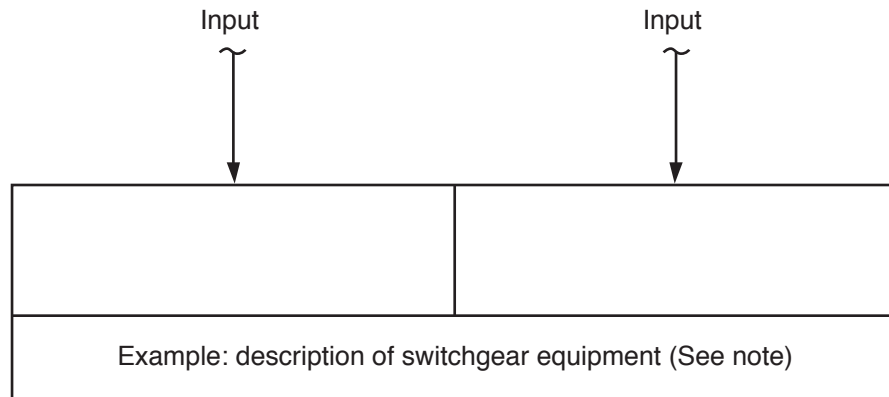 Input
Input
Example: description of switchgear equipment (See note)